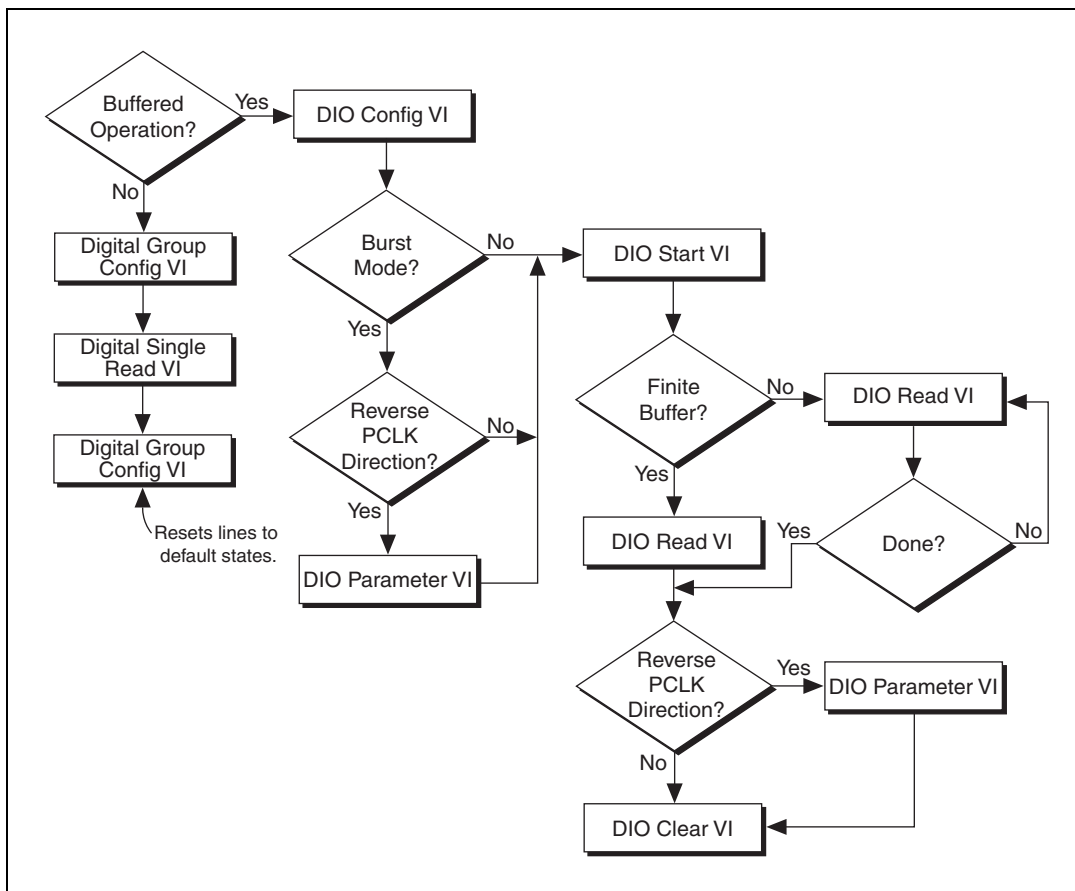 Buffered
Operation?
Yes
No
DIO Config VI
Digital Group
Config VI
Digital Single
Read VI
Digital Group
Config VI
Resets lines to
default states.
Burst
Mode?
No
Yes
Reverse
PCLK
Direction?
No
Yes
DIO Parameter VI
DIO Start VI
Finite
Buffer?
No
Yes
DIO Read VI
DIO Read VI
Done?
Yes
No
Reverse
PCLK
Direction?
Yes
No
DIO Parameter VI
DIO Clear VI